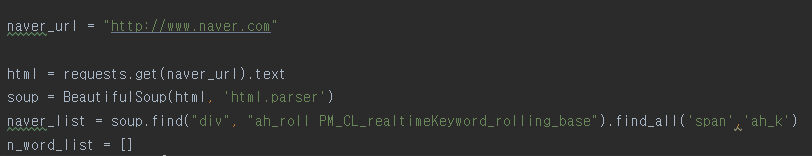 naver_url = "http://www.naver.com"
html = requests.get(naver_url).text
soup = BeautifulSoup(html, 'html.parser')
naver_list = soup.find("div", "ah_roll PM_CL_realtimeKeyword_rolling_base").find_all('span','ah_k')
n_word_list = []